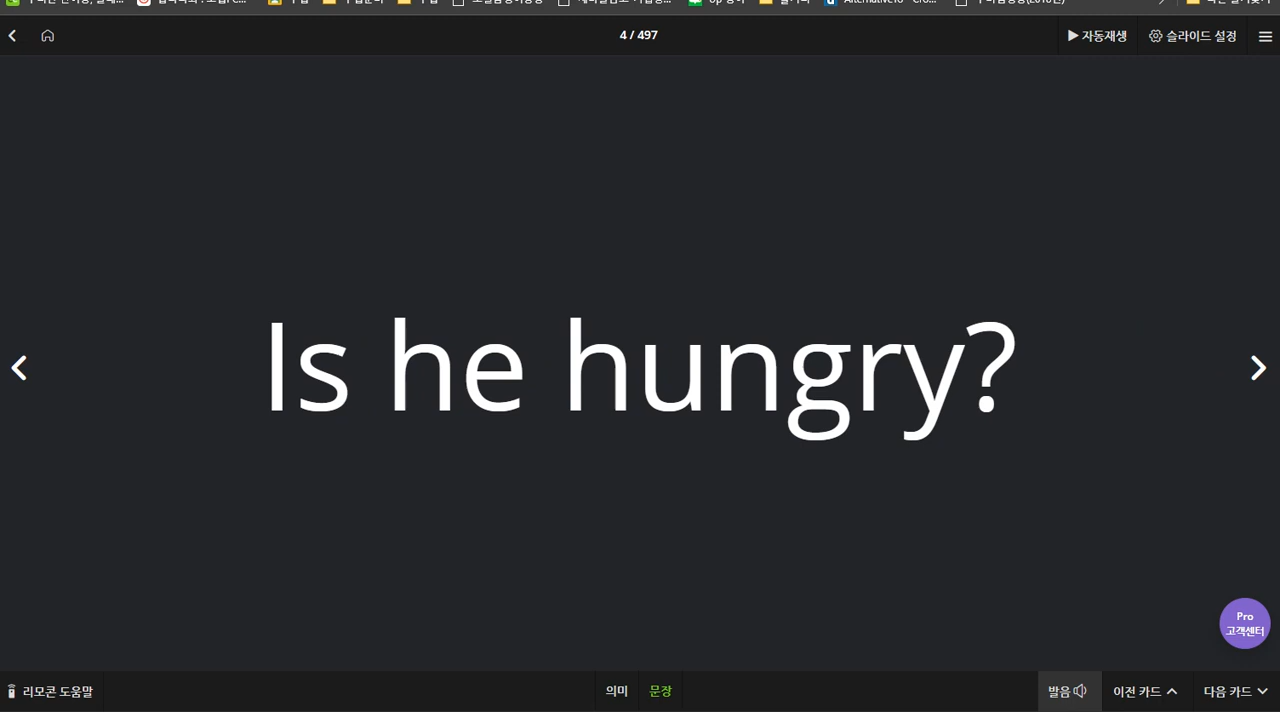 4 / 497
▶ 자동재생
슬라이드 설정
Is he hungry?
Pro
고객센터
리모콘 도움말
의미
문장
발음
이전 카드
다음 카드